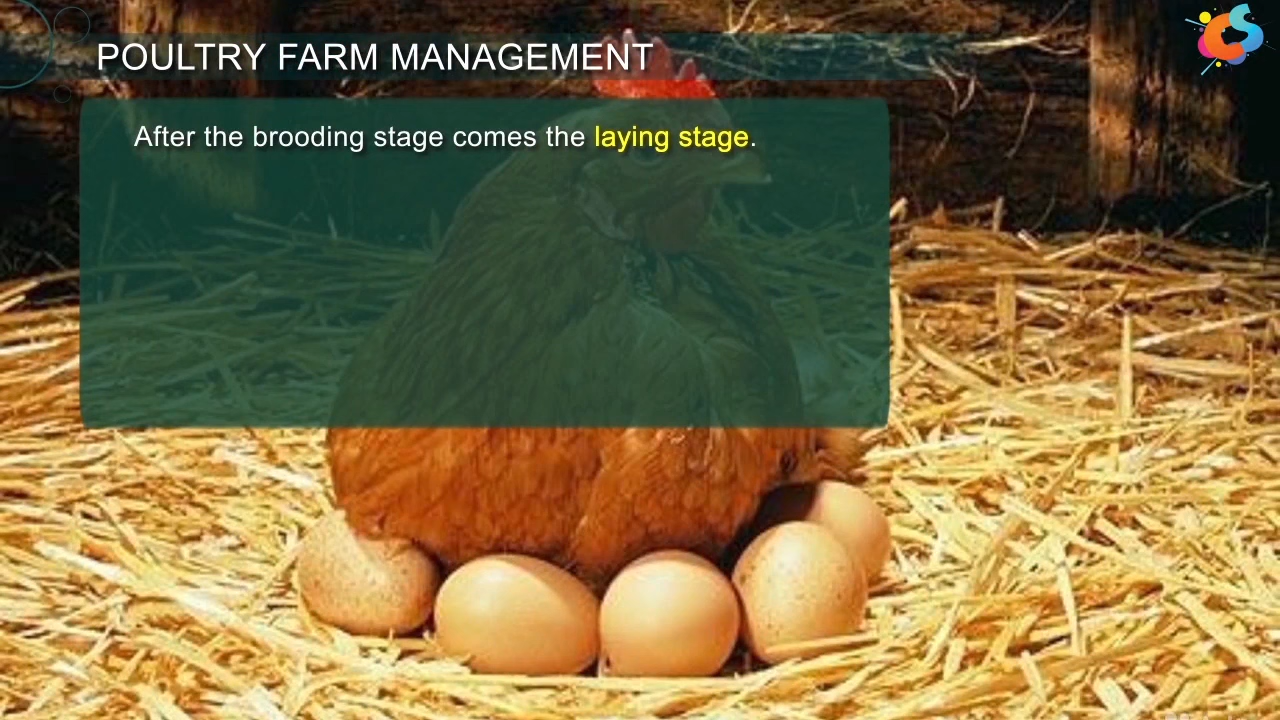 POULTRY FARM MANAGEMENT
After the brooding stage comes the laying stage.